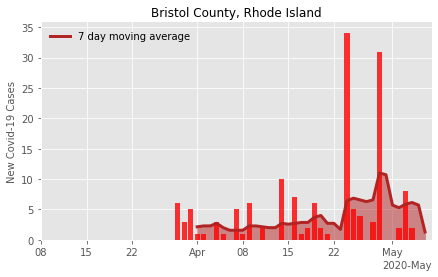 Bristol County, Rhode Island
7 day moving average
New Covid-19 Cases
35
30
25
20
15
10
5
0
08
15
22
Apr
08
15
22
May
2020-May